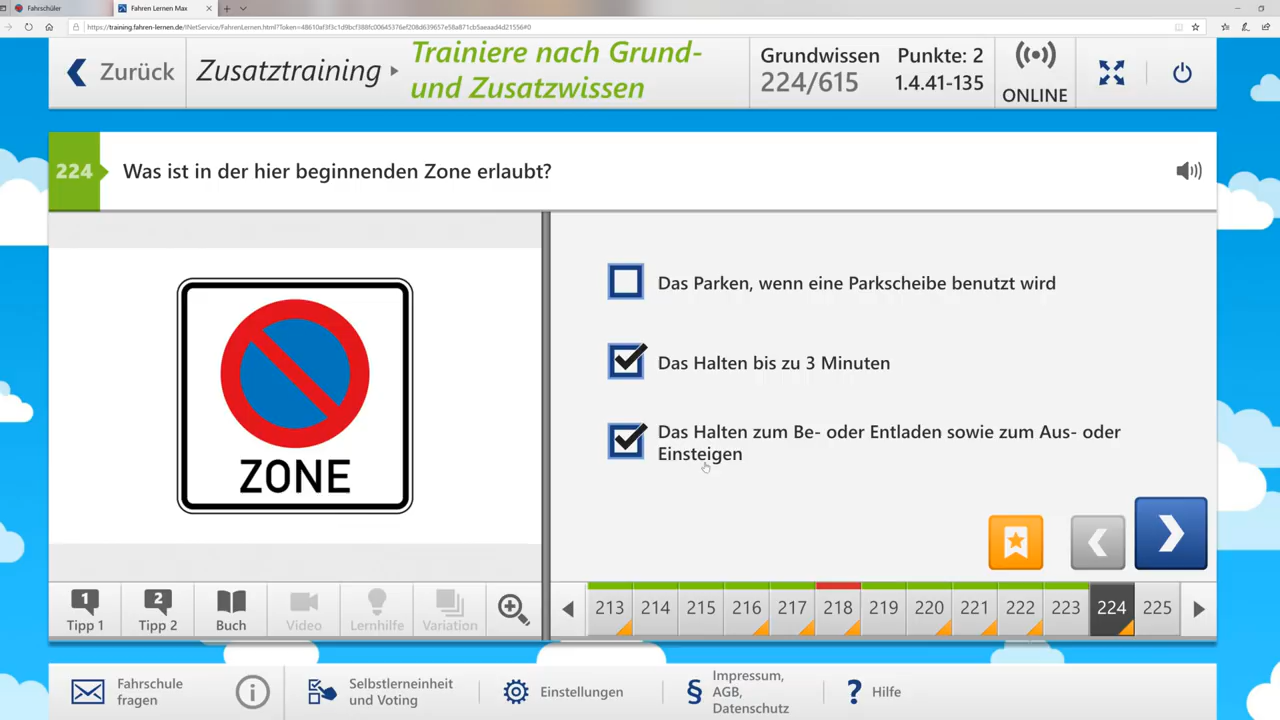 Fahrschüler
Fahren Lernen Max
Zurück
Zusatztraining
Trainiere nach Grund-
und Zusatzwissen
Grundwissen
224/615
Punkte: 2
1.4.41-135
ONLINE
224
Was ist in der hier beginnenden Zone erlaubt?
ZONE
Das Parken, wenn eine Parkscheibe benutzt wird
Das Halten bis zu 3 Minuten
Das Halten zum Be- oder Entladen sowie zum Aus- oder
Einsteigen
1
Tipp 1
2
Tipp 2
Buch
Video
Lernhilfe
Variation
213
214
215
216
217
218
219
220
221
222
223
224
225
Fahrschule
fragen
Selbstlerneinheit
und Voting
Einstellungen
§
Impressum,
AGB,
Datenschutz
?
Hilfe